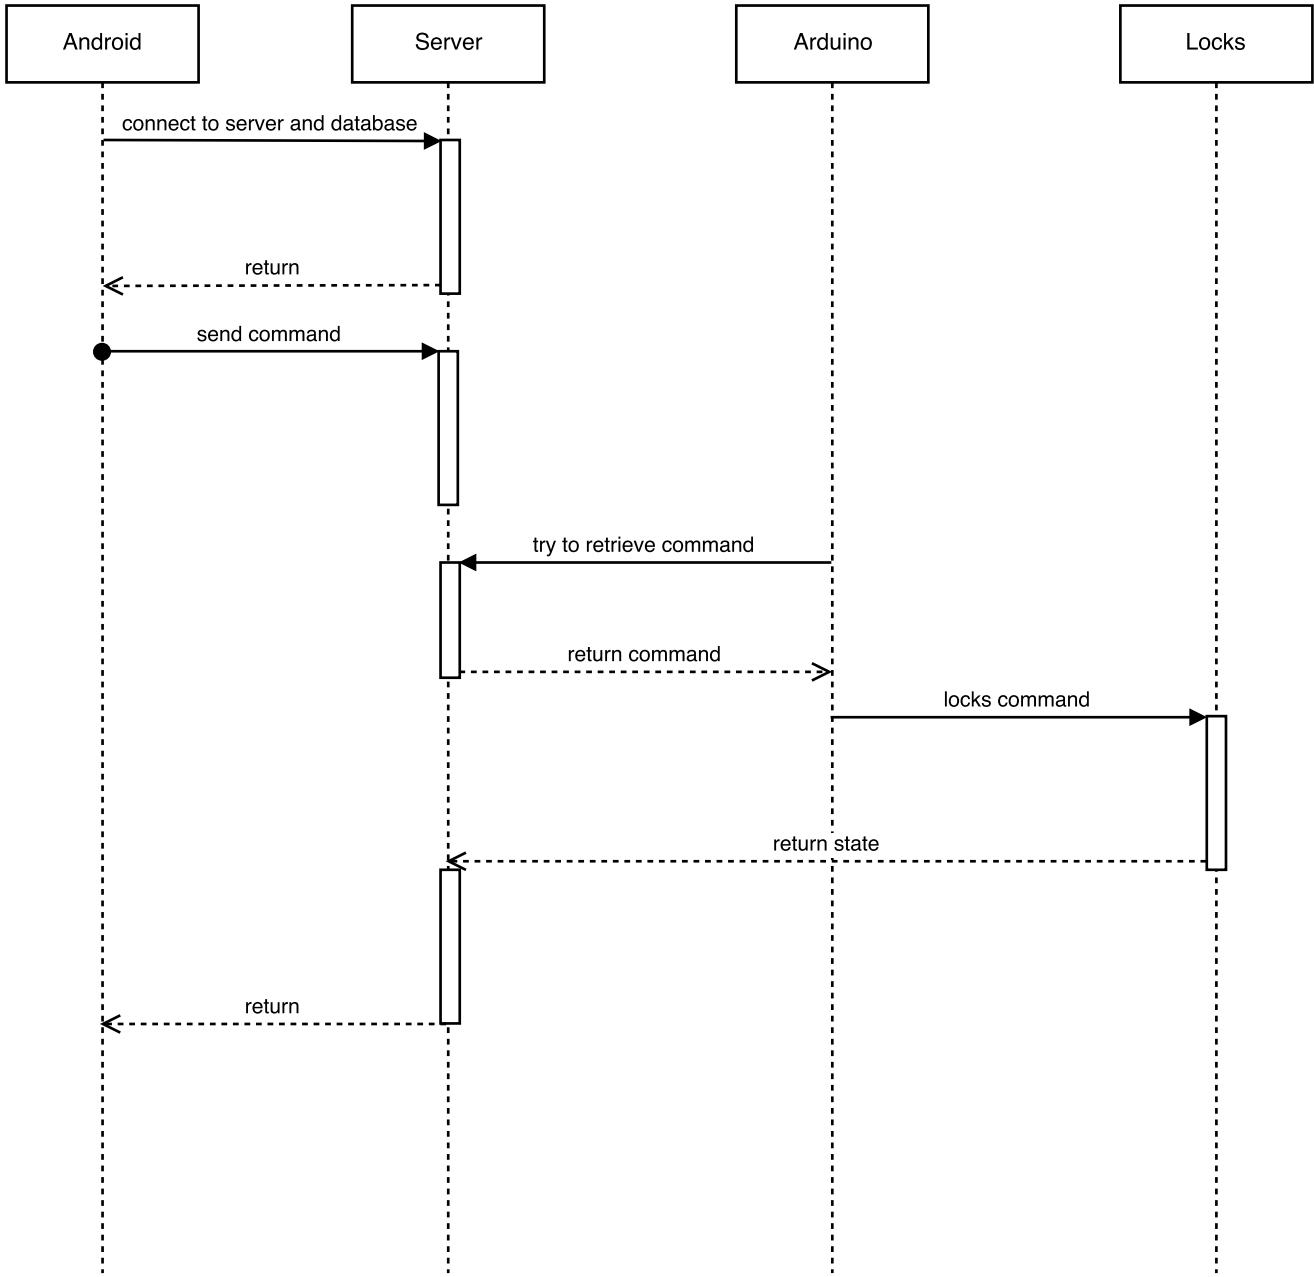 Android
Server
Arduino
Locks
connect to server and database
return
send command
try to retrieve command
return command
locks command
return state
return